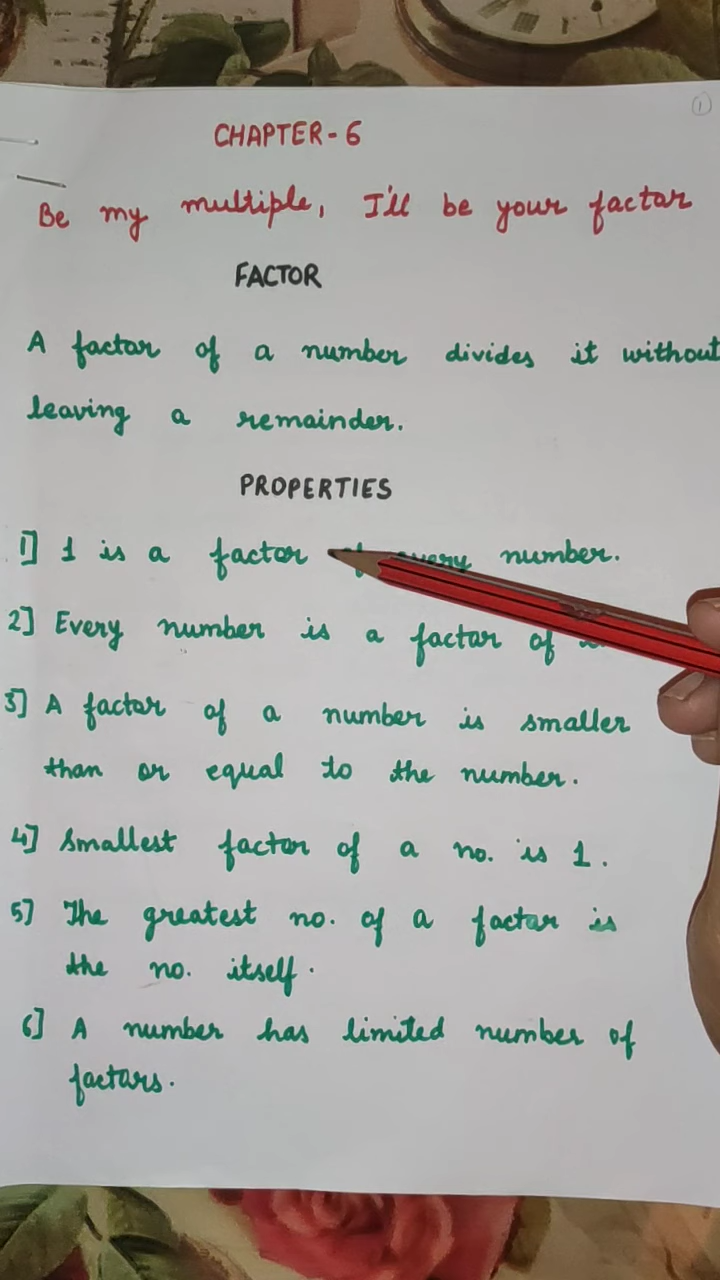 1
CHAPTER-6
Be my multiple, I'll be your factor
FACTOR
A factor of a number divides it without
leaving a remainder.
PROPERTIES
1] 1 is a factor of every number.
2] Every number is a factor of
3] A factor of a number is smaller
than or equal to the number.
4] Smallest factor of a no. is 1.
5] The greatest no. of a factor is
the no. itself.
6] A number has limited number of
factors.